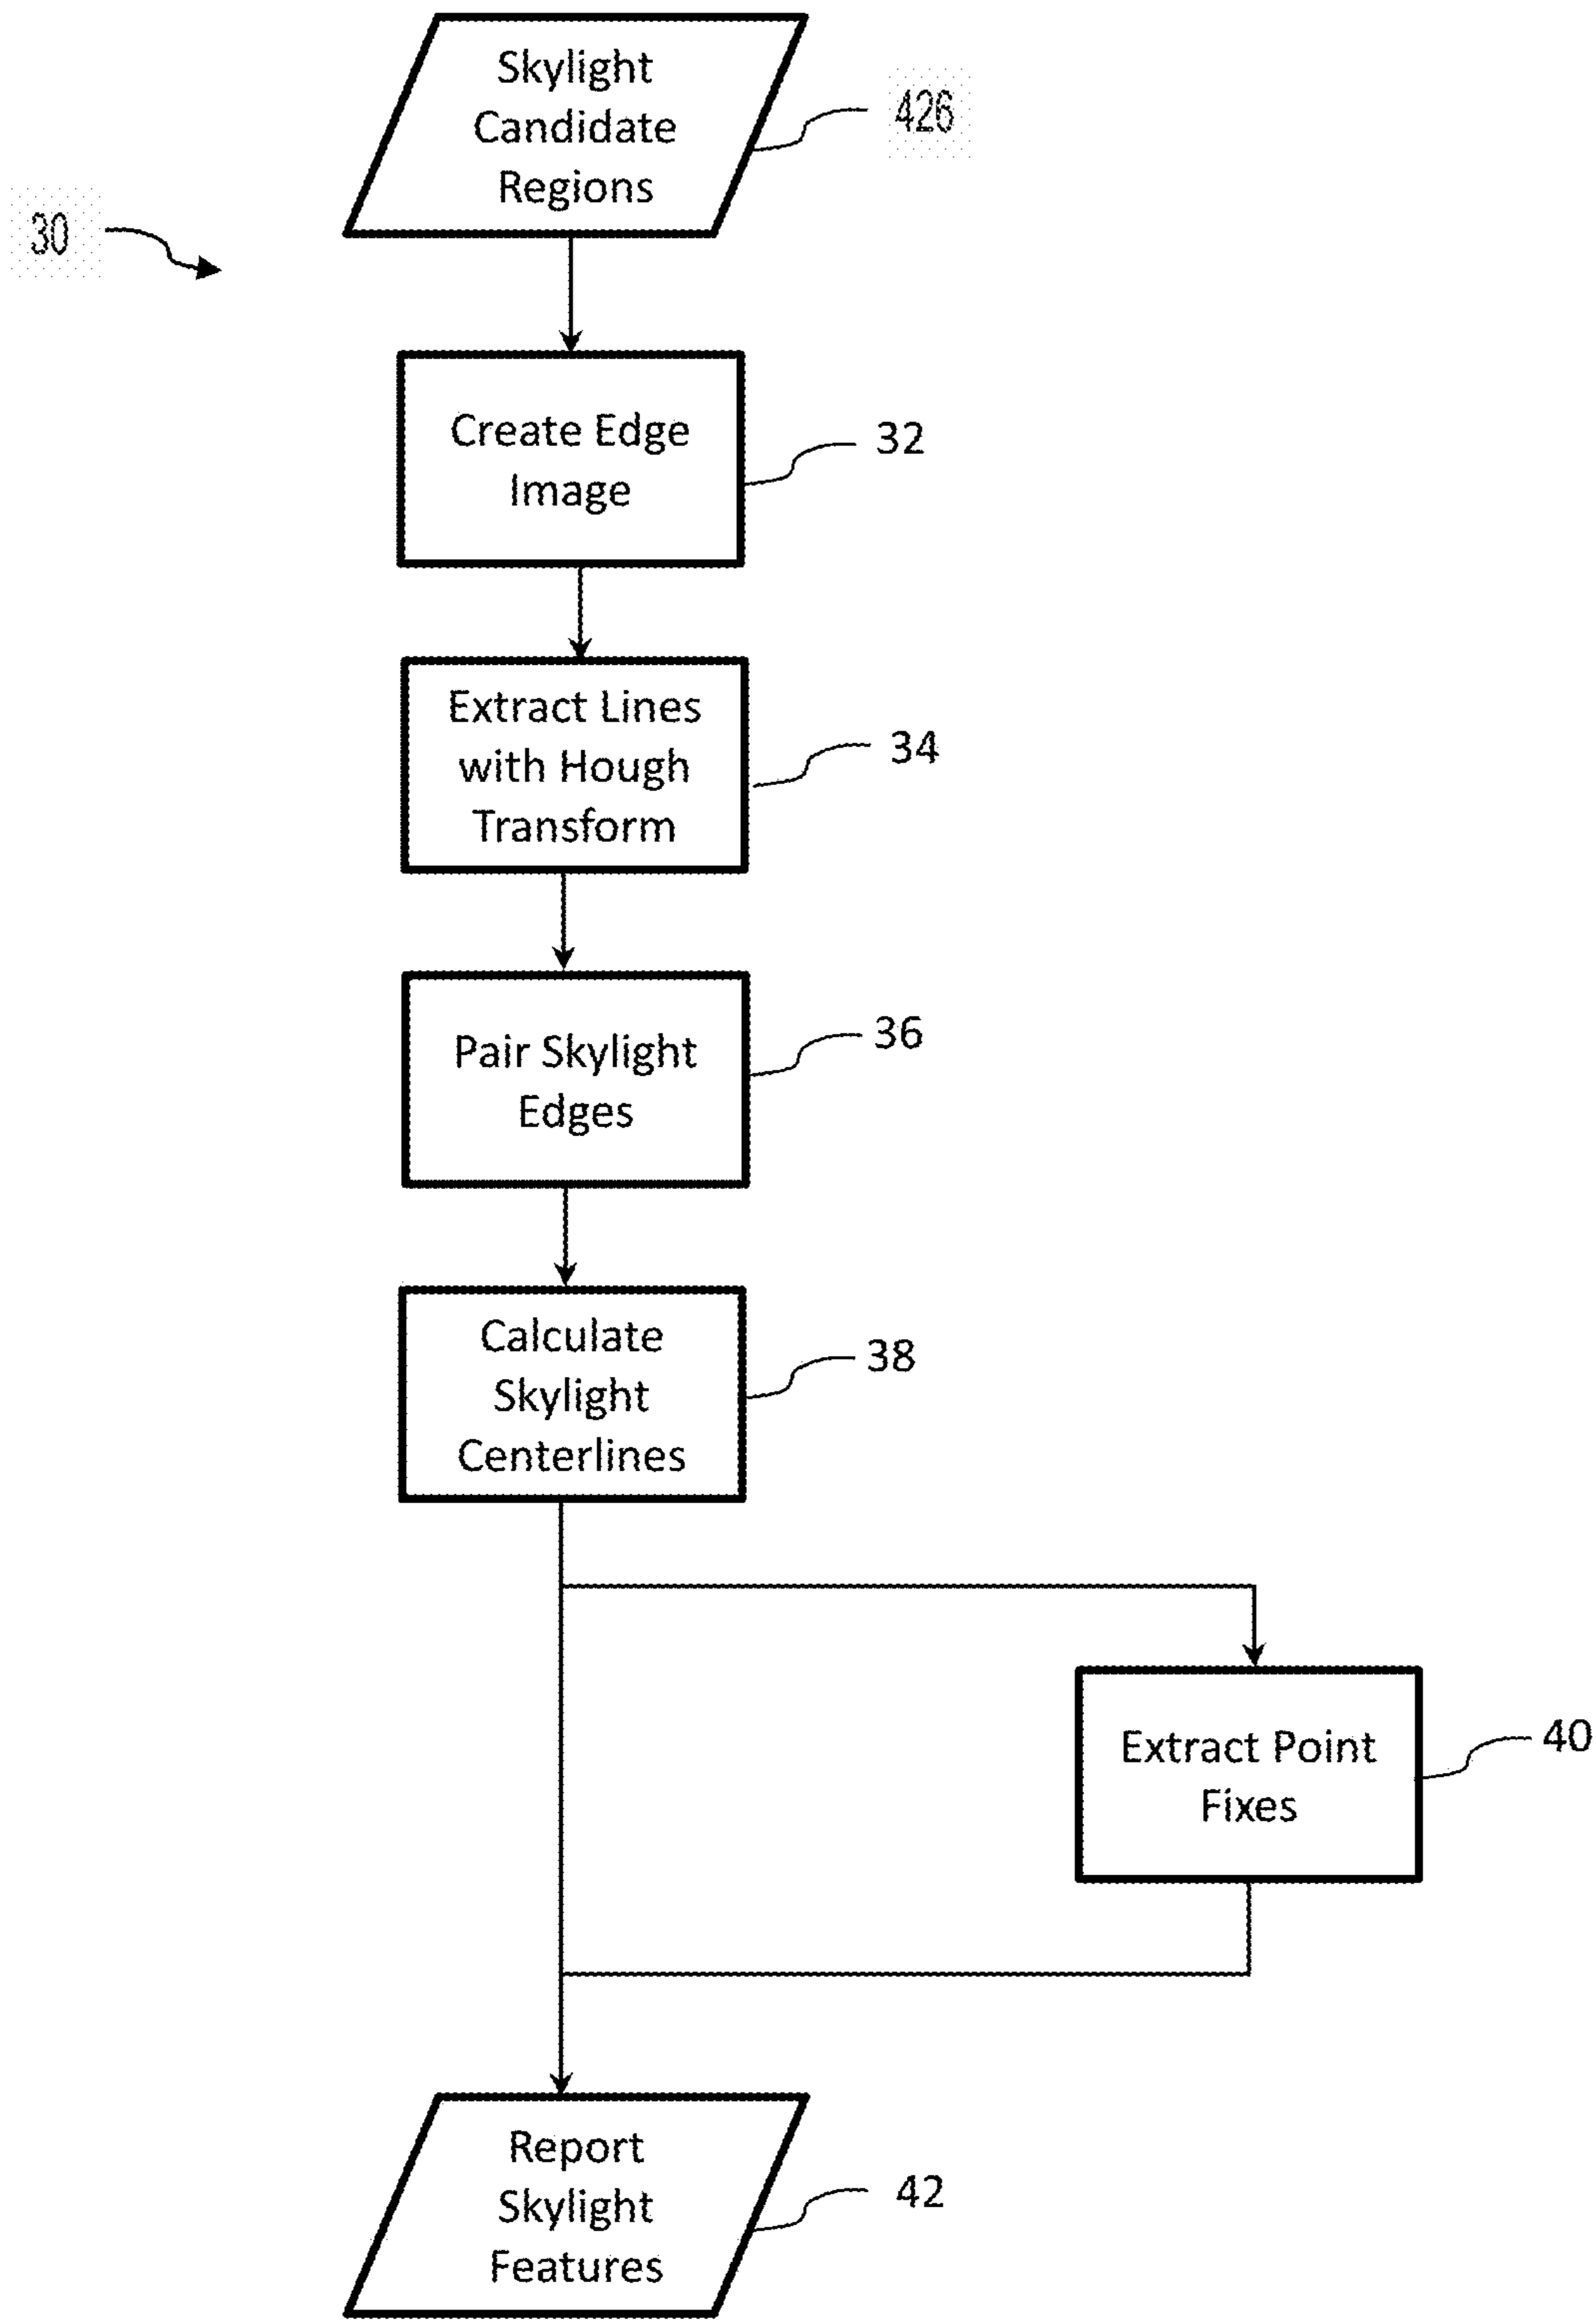 Skylight
Candidate
Regions
426
30
Create Edge
Image
32
Extract Lines
with Hough
Transform
34
Pair Skylight
Edges
36
Calculate
Skylight
Centerlines
38
Extract Point
Fixes
40
Report
Skylight
Features
42